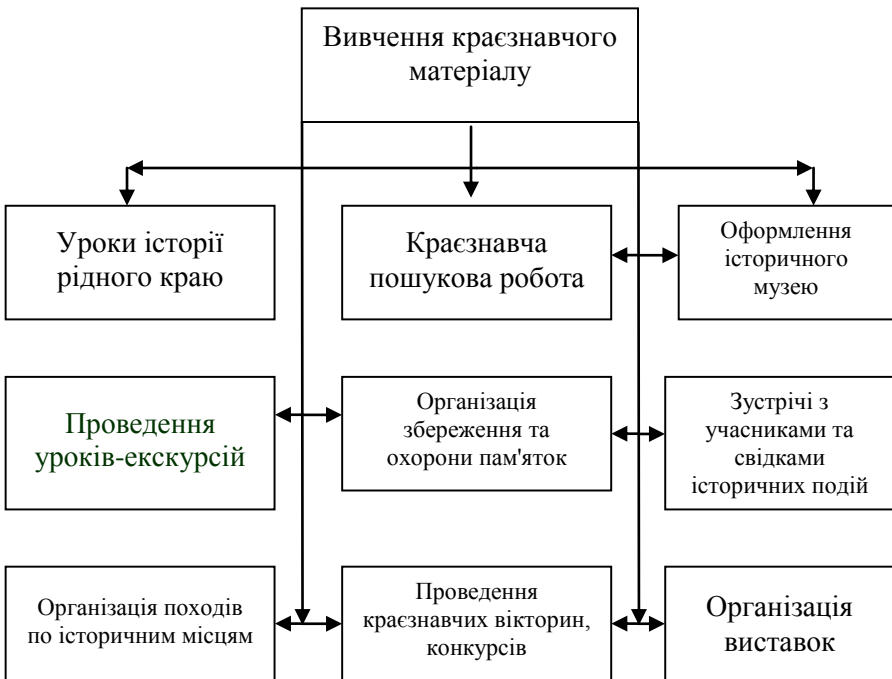 Вивчення краєзнавчого
матеріалу
Уроки історії
рідного краю
Краєзнавча
пошукова робота
Оформлення
історичного
музею
Проведення
уроків-екскурсій
Організація
збереження та
охорони пам'яток
Зустрічі з
учасниками та
свідками
історичних подій
Організація походів
по історичним місцям
Проведення
краєзнавчих вікторин,
конкурсів
Організація
виставок